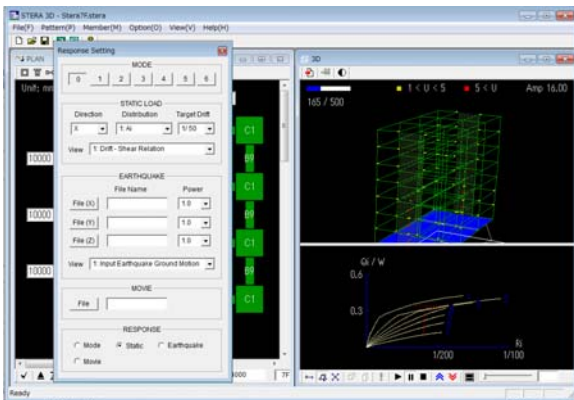 STERA 3D - Stera7F.stera
File(F) Pattern(P) Member(M) Option(O) View(V) Help(H)
PLAN
Response Setting
MODE
0 1 2 3 4 5 6
STATIC LOAD
Direction Distribution Target Drift
X 1: Ai 1/50
View 1: Drift - Shear Relation
EARTHQUAKE
File Name Power
File (X) 1.0
File (Y) 1.0
File (Z) 1.0
View 1: Input Earthquake Ground Motion
MOVIE
File
RESPONSE
Mode Static Earthquake
Movie
Unit: mm
10000
10000
10000
C1
B9
C1
B9
C1
B9
C1
7F
3D
165 / 500
1 < U < 5 5 < U Amp 16.00
Qi / W
0.6
0.3
Ri
1/200 1/100